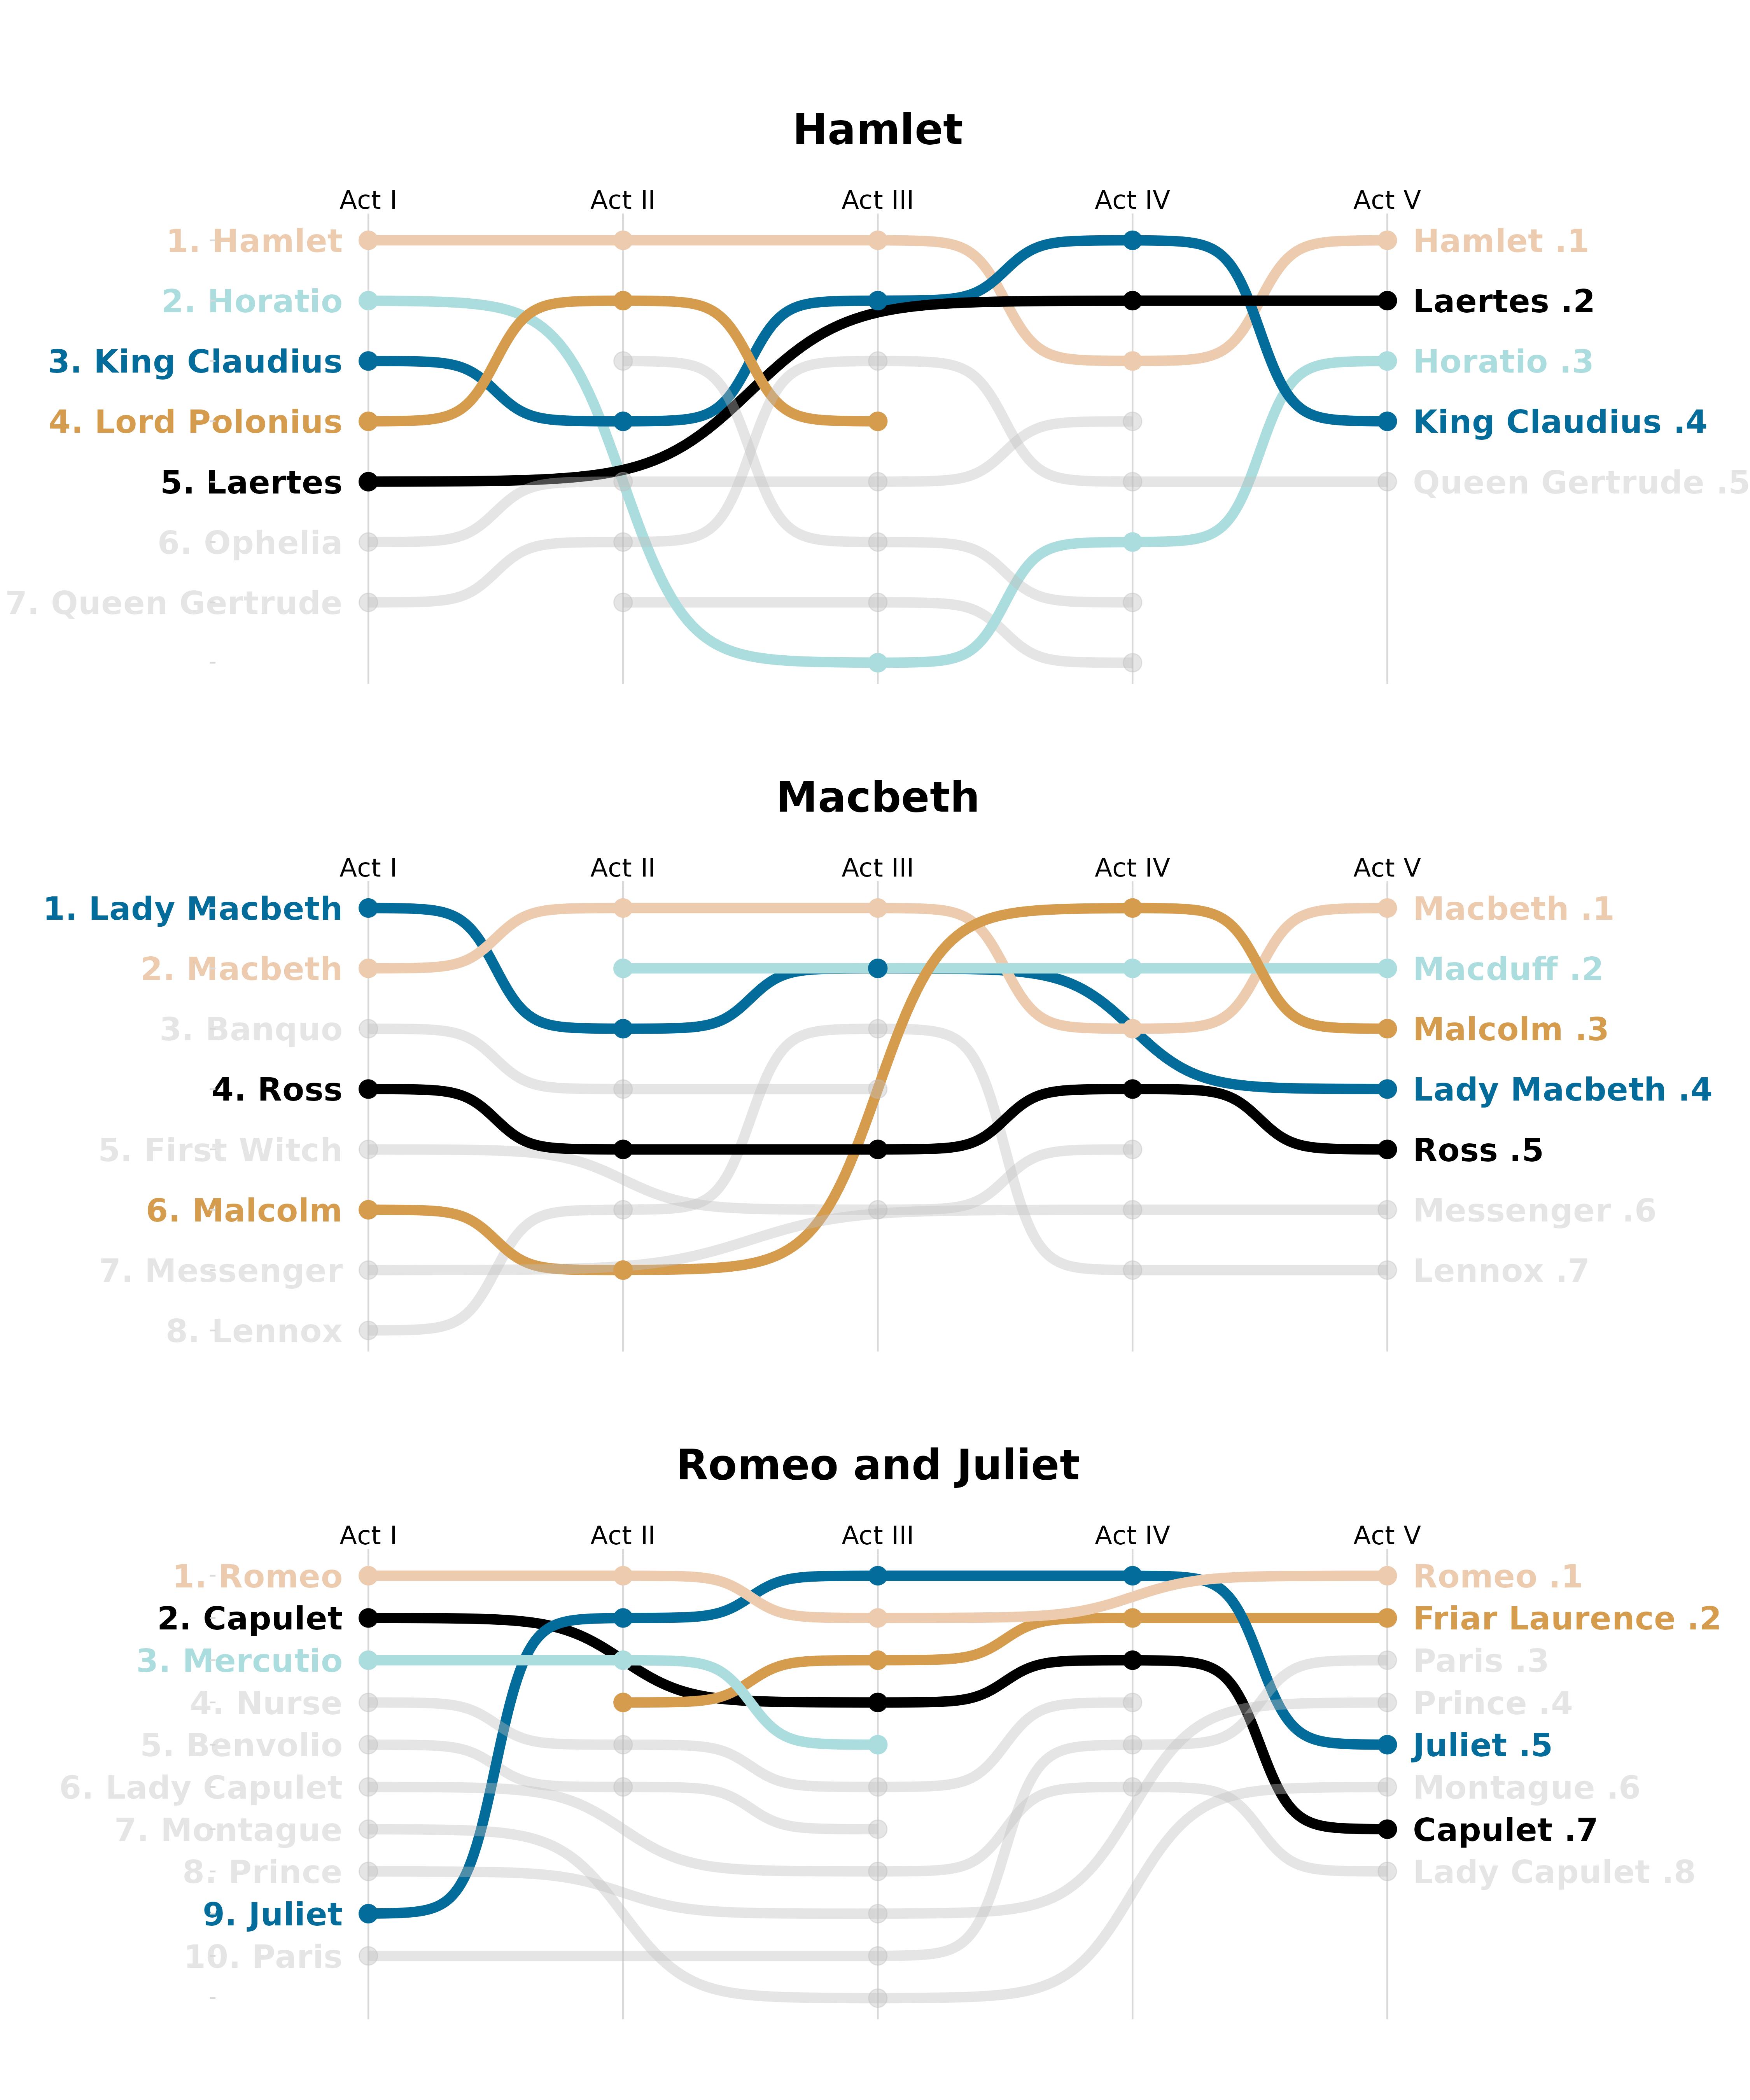 Hamlet
Act I Act II Act III Act IV Act V
1. Hamlet Hamlet .1
2. Horatio Laertes .2
3. King Claudius Horatio .3
4. Lord Polonius King Claudius .4
5. Laertes Queen Gertrude .5
6. Ophelia
7. Queen Gertrude
Macbeth
Act I Act II Act III Act IV Act V
1. Lady Macbeth Macbeth .1
2. Macbeth Macduff .2
3. Banquo Malcolm .3
4. Ross Lady Macbeth .4
5. First Witch Ross .5
6. Malcolm Messenger .6
7. Messenger Lennox .7
8. Lennox
Romeo and Juliet
Act I Act II Act III Act IV Act V
1. Romeo Romeo .1
2. Capulet Friar Laurence .2
3. Mercutio Paris .3
4. Nurse Prince .4
5. Benvolio Juliet .5
6. Lady Capulet Montague .6
7. Montague Capulet .7
8. Prince Lady Capulet .8
9. Juliet
10. Paris